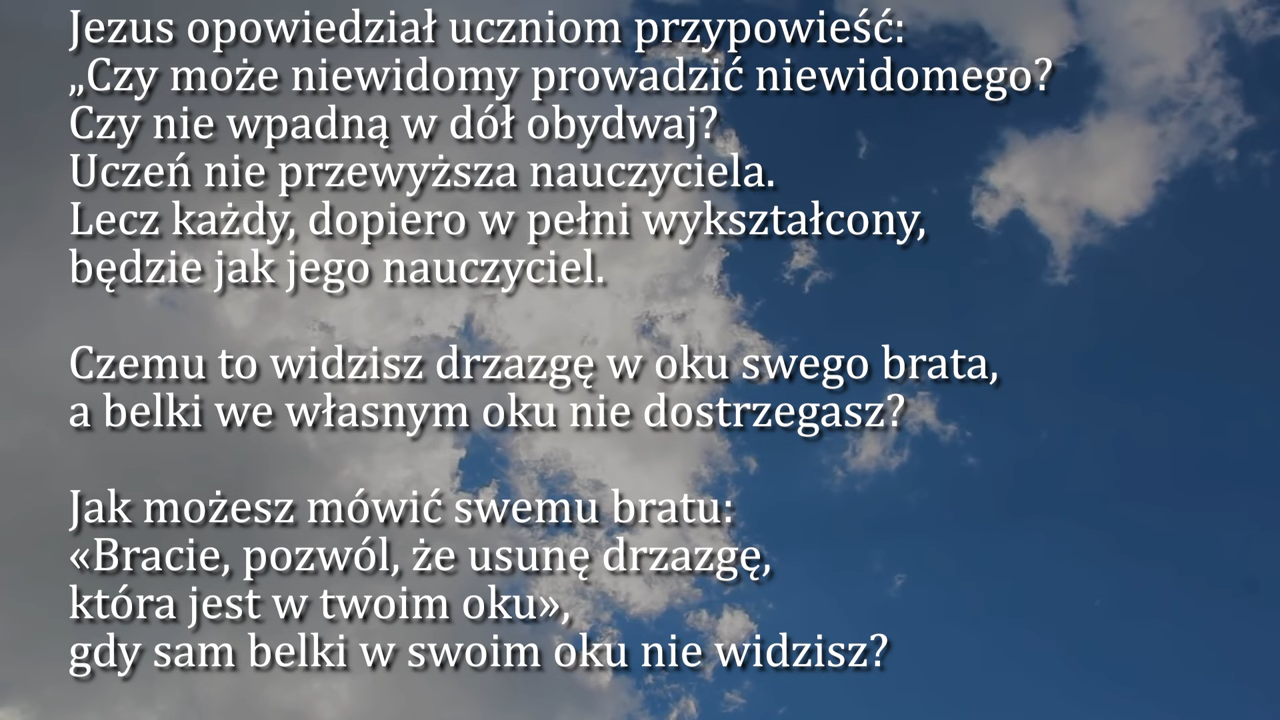 Jezus opowiedział uczniom przypowieść:
„Czy może niewidomy prowadzić niewidomego?
Czy nie wpadną w dół obydwaj?
Uczeń nie przewyższa nauczyciela.
Lecz każdy, dopiero w pełni wykształcony,
będzie jak jego nauczyciel.
Czemu to widzisz drzazgę w oku swego brata,
a belki we własnym oku nie dostrzegasz?
Jak możesz mówić swemu bratu:
«Bracie, pozwól, że usunę drzazgę,
która jest w twoim oku»,
gdy sam belki w swoim oku nie widzisz?